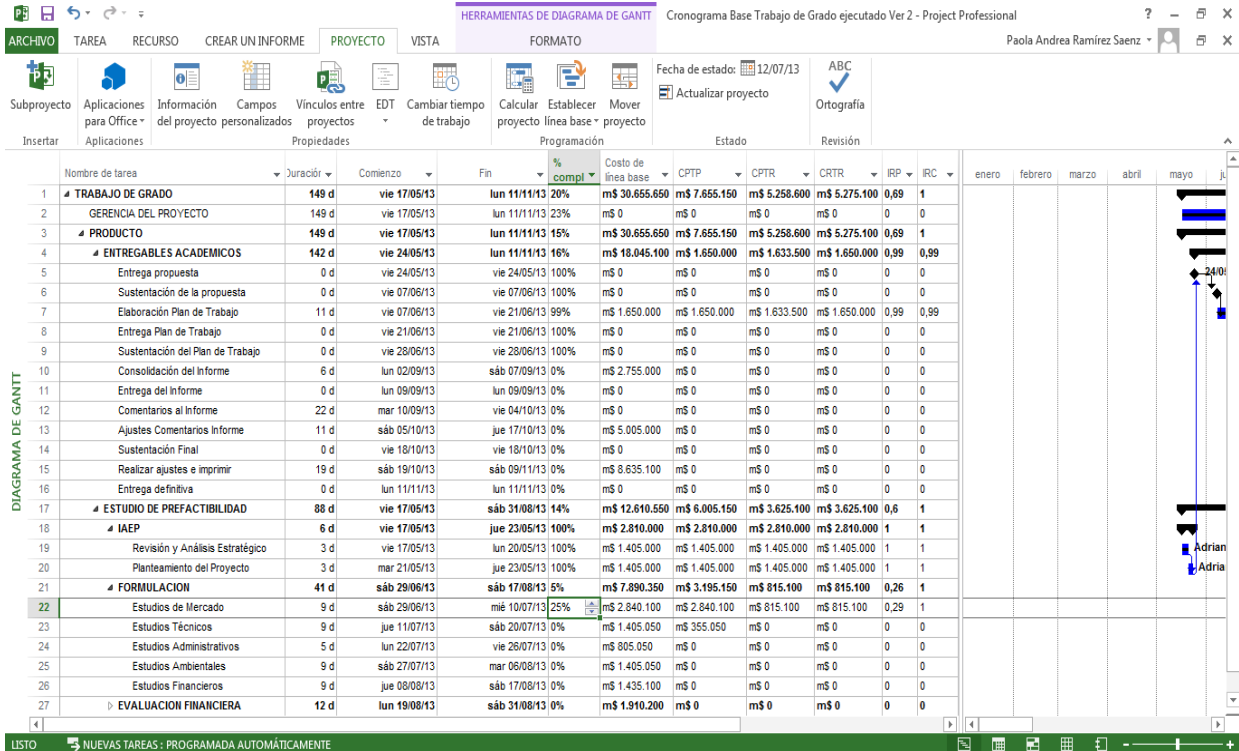 HERRAMIENTAS DE DIAGRAMA DE GANTT Cronograma Base Trabajo de Grado ejecutado Ver 2 - Project Professional ?
ARCHIVO TAREA RECURSO CREAR UN INFORME PROYECTO VISTA FORMATO Paola Andrea Ramírez Saenz
Subproyecto Aplicaciones para Office Información del proyecto Campos personalizados Vínculos entre proyectos EDT Cambiar tiempo de trabajo Calcular proyecto Establecer línea base Mover proyecto Fecha de estado: 12/07/13 Actualizar proyecto ABC Ortografía
Insertar Aplicaciones Propiedades Programación Estado Revisión
Nombre de tarea Duración Comienzo Fin % compl Costo de línea base CPTP CPTR CRTR IRP IRC enero febrero marzo abril mayo ju
1 TRABAJO DE GRADO 149 d vie 17/05/13 lun 11/11/13 20% m$ 30.655.650 m$ 7.655.150 m$ 5.258.600 m$ 5.275.100 0,69 1
2 GERENCIA DEL PROYECTO 149 d vie 17/05/13 lun 11/11/13 23% m$ 0 m$ 0 m$ 0 m$ 0 0 0
3 PRODUCTO 149 d vie 17/05/13 lun 11/11/13 15% m$ 30.655.650 m$ 7.655.150 m$ 5.258.600 m$ 5.275.100 0,69 1
4 ENTREGABLES ACADEMICOS 142 d vie 24/05/13 lun 11/11/13 16% m$ 18.045.100 m$ 1.650.000 m$ 1.633.500 m$ 1.650.000 0,99 0,99
5 Entrega propuesta 0 d vie 24/05/13 vie 24/05/13 100% m$ 0 m$ 0 m$ 0 m$ 0 0 0 24/05
6 Sustentación de la propuesta 0 d vie 07/06/13 vie 07/06/13 100% m$ 0 m$ 0 m$ 0 m$ 0 0 0
7 Elaboración Plan de Trabajo 11 d vie 07/06/13 vie 21/06/13 99% m$ 1.650.000 m$ 1.650.000 m$ 1.633.500 m$ 1.650.000 0,99 0,99
8 Entrega Plan de Trabajo 0 d vie 21/06/13 vie 21/06/13 100% m$ 0 m$ 0 m$ 0 m$ 0 0 0
9 Sustentación del Plan de Trabajo 0 d vie 28/06/13 vie 28/06/13 100% m$ 0 m$ 0 m$ 0 m$ 0 0 0
10 Consolidación del Informe 6 d lun 02/09/13 sáb 07/09/13 0% m$ 2.755.000 m$ 0 m$ 0 m$ 0 0 0
11 Entrega del Informe 0 d lun 09/09/13 lun 09/09/13 0% m$ 0 m$ 0 m$ 0 m$ 0 0 0
12 Comentarios al Informe 22 d mar 10/09/13 vie 04/10/13 0% m$ 0 m$ 0 m$ 0 m$ 0 0 0
13 Ajustes Comentarios Informe 11 d sáb 05/10/13 jue 17/10/13 0% m$ 5.005.000 m$ 0 m$ 0 m$ 0 0 0
14 Sustentación Final 0 d vie 18/10/13 vie 18/10/13 0% m$ 0 m$ 0 m$ 0 m$ 0 0 0
15 Realizar ajustes e imprimir 19 d sáb 19/10/13 sáb 09/11/13 0% m$ 8.635.100 m$ 0 m$ 0 m$ 0 0 0
16 Entrega definitiva 0 d lun 11/11/13 lun 11/11/13 0% m$ 0 m$ 0 m$ 0 m$ 0 0 0
17 ESTUDIO DE PREFACTIBILIDAD 88 d vie 17/05/13 sáb 31/08/13 14% m$ 12.610.550 m$ 6.005.150 m$ 3.625.100 m$ 3.625.100 0,6 1
18 IAEP 6 d vie 17/05/13 jue 23/05/13 100% m$ 2.810.000 m$ 2.810.000 m$ 2.810.000 m$ 2.810.000 1 1
19 Revisión y Análisis Estratégico 3 d vie 17/05/13 lun 20/05/13 100% m$ 1.405.000 m$ 1.405.000 m$ 1.405.000 m$ 1.405.000 1 1 Adrian
20 Planteamiento del Proyecto 3 d mar 21/05/13 jue 23/05/13 100% m$ 1.405.000 m$ 1.405.000 m$ 1.405.000 m$ 1.405.000 1 1 Adria
21 FORMULACION 41 d sáb 29/06/13 sáb 17/08/13 5% m$ 7.890.350 m$ 3.195.150 m$ 815.100 m$ 815.100 0,26 1
22 Estudios de Mercado 9 d sáb 29/06/13 mié 10/07/13 25% m$ 2.840.100 m$ 2.840.100 m$ 815.100 m$ 815.100 0,29 1
23 Estudios Técnicos 9 d jue 11/07/13 sáb 20/07/13 0% m$ 1.405.050 m$ 355.050 m$ 0 m$ 0 0 0
24 Estudios Administrativos 5 d lun 22/07/13 vie 26/07/13 0% m$ 805.050 m$ 0 m$ 0 m$ 0 0 0
25 Estudios Ambientales 9 d sáb 27/07/13 mar 06/08/13 0% m$ 1.405.050 m$ 0 m$ 0 m$ 0 0 0
26 Estudios Financieros 9 d jue 08/08/13 sáb 17/08/13 0% m$ 1.435.100 m$ 0 m$ 0 m$ 0 0 0
27 EVALUACION FINANCIERA 12 d lun 19/08/13 sáb 31/08/13 0% m$ 1.910.200 m$ 0 m$ 0 m$ 0 0 0
DIAGRAMA DE GANTT
LISTO NUEVAS TAREAS : PROGRAMADA AUTOMÁTICAMENTE